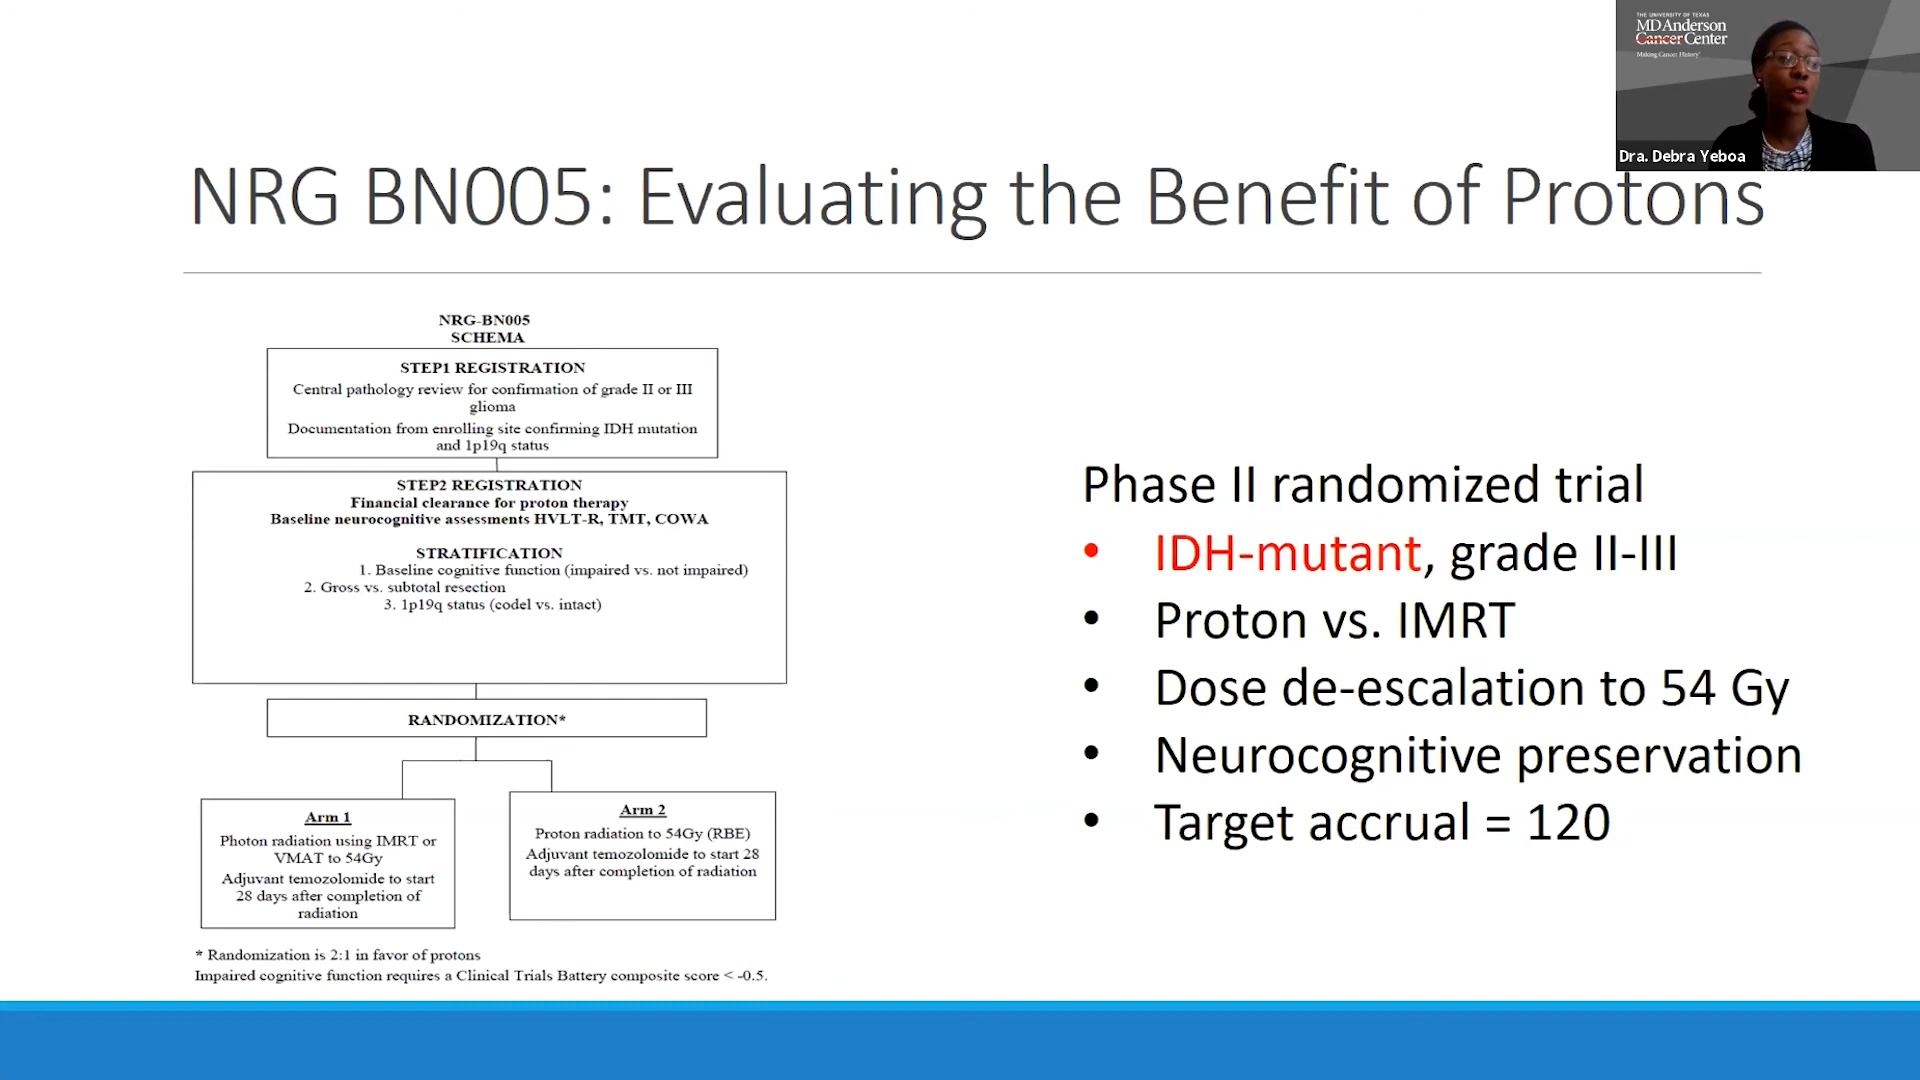 THE UNIVERSITY OF TEXAS
MDAnderson
Cancer Center
Making Cancer History®
Dra. Debra Yeboa
NRG BN005: Evaluating the Benefit of Protons
NRG-BN005
SCHEMA
STEP1 REGISTRATION
Central pathology review for confirmation of grade II or III
glioma
Documentation from enrolling site confirming IDH mutation
and 1p19q status
STEP2 REGISTRATION
Financial clearance for proton therapy
Baseline neurocognitive assessments HVLT-R, TMT, COWA
STRATIFICATION
1. Baseline cognitive function (impaired vs. not impaired)
2. Gross vs. subtotal resection
3. 1p19q status (codel vs. intact)
RANDOMIZATION*
Arm 1
Photon radiation using IMRT or
VMAT to 54Gy
Adjuvant temozolomide to start
28 days after completion of
radiation
Arm 2
Proton radiation to 54Gy (RBE)
Adjuvant temozolomide to start 28
days after completion of radiation
* Randomization is 2:1 in favor of protons
Impaired cognitive function requires a Clinical Trials Battery composite score < -0.5.
Phase II randomized trial
• IDH-mutant, grade II-III
• Proton vs. IMRT
• Dose de-escalation to 54 Gy
• Neurocognitive preservation
• Target accrual = 120